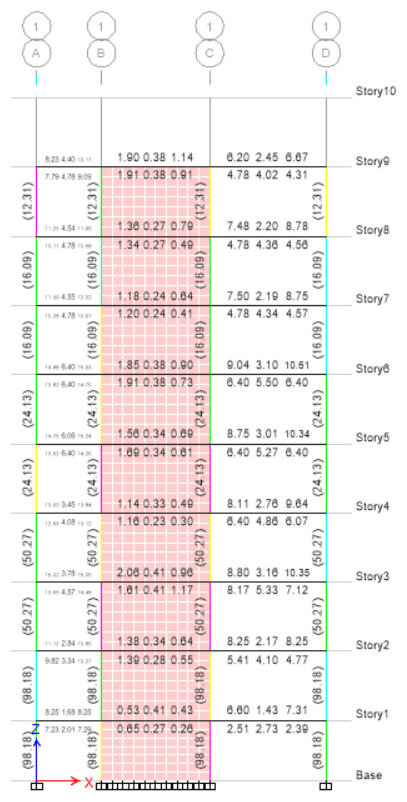 1 1 1 1
A B C D
Story10
1.90 0.38 1.14 6.20 2.45 6.67
Story9
7.79 4.78 9.09 1.91 0.38 0.91 4.78 4.02 4.31
(12.31) (12.31) (12.31) (12.31)
1.36 0.27 0.79 7.48 2.20 8.78
Story8
1.34 0.27 0.49 4.78 4.36 4.56
(16.09) (16.09) (16.09) (16.09)
1.18 0.24 0.64 7.50 2.19 8.75
Story7
1.20 0.24 0.41 4.78 4.34 4.57
(16.09) (16.09) (16.09) (16.09)
1.85 0.38 0.90 9.04 3.10 10.61
Story6
1.91 0.38 0.73 6.40 5.50 6.40
(24.13) (24.13) (24.13) (24.13)
1.56 0.34 0.69 8.75 3.01 10.34
Story5
1.69 0.34 0.61 6.40 5.27 6.40
(24.13) (24.13) (24.13) (24.13)
1.14 0.33 0.49 8.11 2.76 9.64
Story4
1.16 0.23 0.30 6.40 4.86 6.07
(50.27) (50.27) (50.27) (50.27)
2.06 0.41 0.96 8.80 3.16 10.35
Story3
1.61 0.41 1.17 8.17 5.33 7.12
(50.27) (50.27) (50.27) (50.27)
1.38 0.34 0.64 8.25 2.17 8.25
Story2
1.39 0.28 0.55 5.41 4.10 4.77
(98.18) (98.18) (98.18) (98.18)
8.25 1.68 8.25 0.53 0.41 0.43 6.60 1.43 7.31
Story1
0.65 0.27 0.26 2.51 2.73 2.39
Z
(98.18) (98.18) (98.18)
X
Base